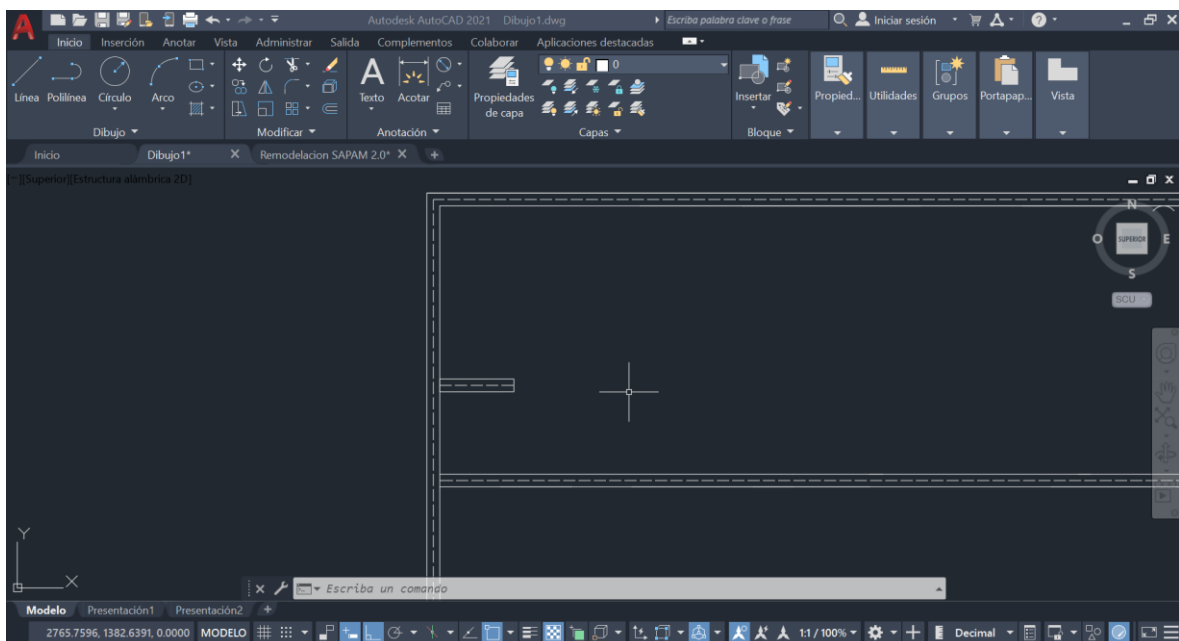 Autodesk AutoCAD 2021 Dibujo1.dwg Escriba palabra clave o frase Iniciar sesión
Inicio Inserción Anotar Vista Administrar Salida Complementos Colaborar Aplicaciones destacadas
0
Línea Polilínea Círculo Arco Texto Acotar Propiedades de capa Insertar Propied... Utilidades Grupos Portapap... Vista
Dibujo Modificar Anotación Capas Bloque
Inicio Dibujo1* Remodelacion SAPAM 2.0*
[−][Superior][Estructura alámbrica 2D]
N
O SUPERIOR E
S
SCU
Y
X
Escriba un comando
Modelo Presentación1 Presentación2 +
2765.7596, 1382.6391, 0.0000 MODELO 1:1 / 100% Decimal